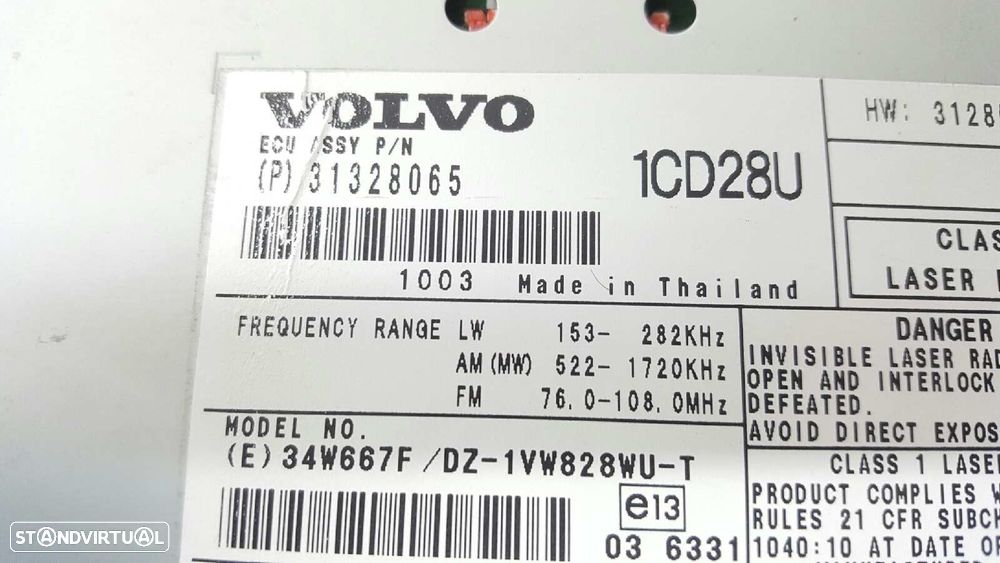 VOLVO
ECU ASSY P/N
(P) 31328065
1CD28U
1003 Made in Thailand
HW: 3128
CLAS
LASER
FREQUENCY RANGE LW 153- 282KHz
AM (MW) 522- 1720KHz
FM 76.0-108.0MHz
DANGER
INVISIBLE LASER RAD
OPEN AND INTERLOCK
DEFEATED.
AVOID DIRECT EXPOS
MODEL NO.
(E) 34W667F /DZ-1VW828WU-T
e13
03 6331
CLASS 1 LASE
PRODUCT COMPLIES W
RULES 21 CFR SUBCH
1040:10 AT DATE OF
STANDVIRTUAL